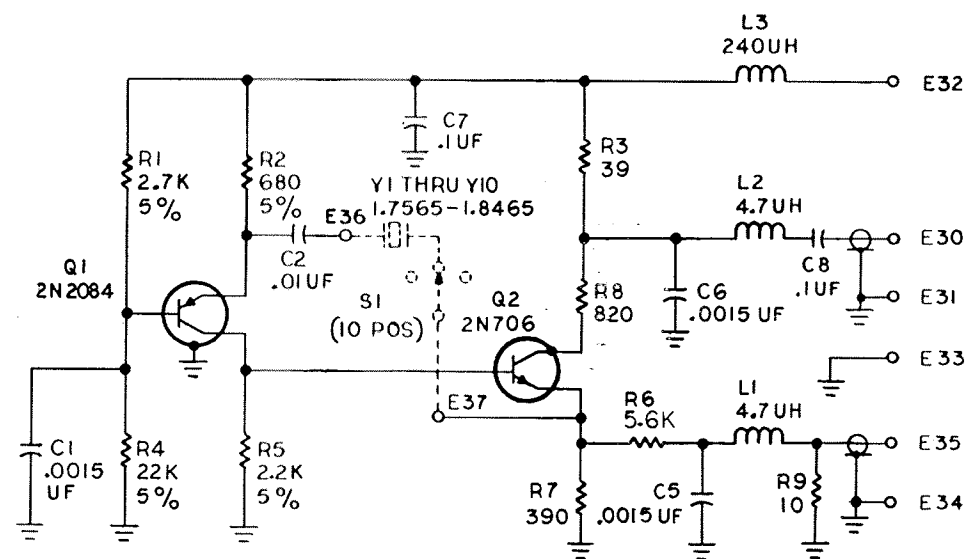 L3
240UH
E32
C7
.1UF
R1
2.7K
5%
R2
680
5%
R3
39
Y1 THRU Y10
1.7565-1.8465
E36
L2
4.7UH
E30
C2
.01UF
C8
.1UF
Q1
2N2084
S1
(10 POS)
Q2
2N706
R8
820
C6
.0015 UF
E31
E33
E37
R6
5.6K
L1
4.7UH
E35
C1
.0015
UF
R4
22K
5%
R5
2.2K
5%
R7
390
C5
.0015UF
R9
10
E34